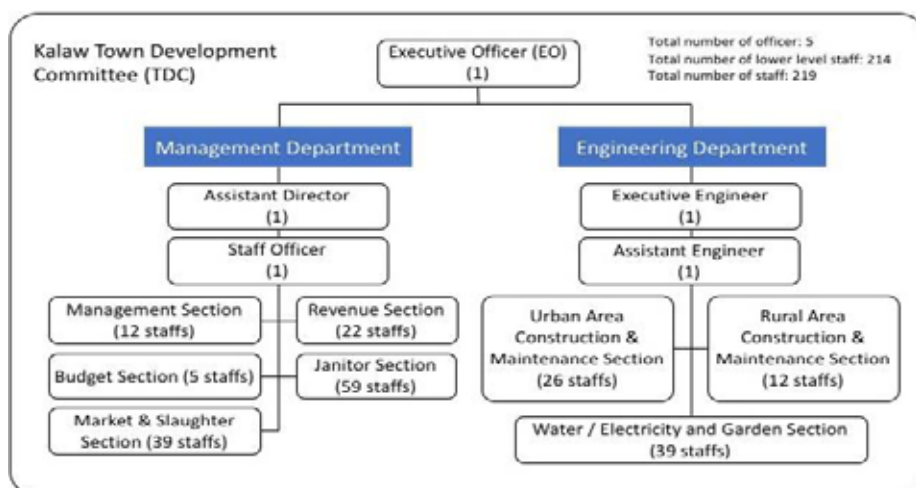 Kalaw Town Development
Committee (TDC)
Executive Officer (EO)
(1)
Total number of officer: 5
Total number of lower level staff: 214
Total number of staff: 219
Management Department
Assistant Director
(1)
Staff Officer
(1)
Management Section
(12 staffs)
Revenue Section
(22 staffs)
Budget Section (5 staffs)
Janitor Section
(59 staffs)
Market & Slaughter
Section (39 staffs)
Engineering Department
Executive Engineer
(1)
Assistant Engineer
(1)
Urban Area
Construction &
Maintenance Section
(26 staffs)
Rural Area
Construction &
Maintenance Section
(12 staffs)
Water / Electricity and Garden Section
(39 staffs)